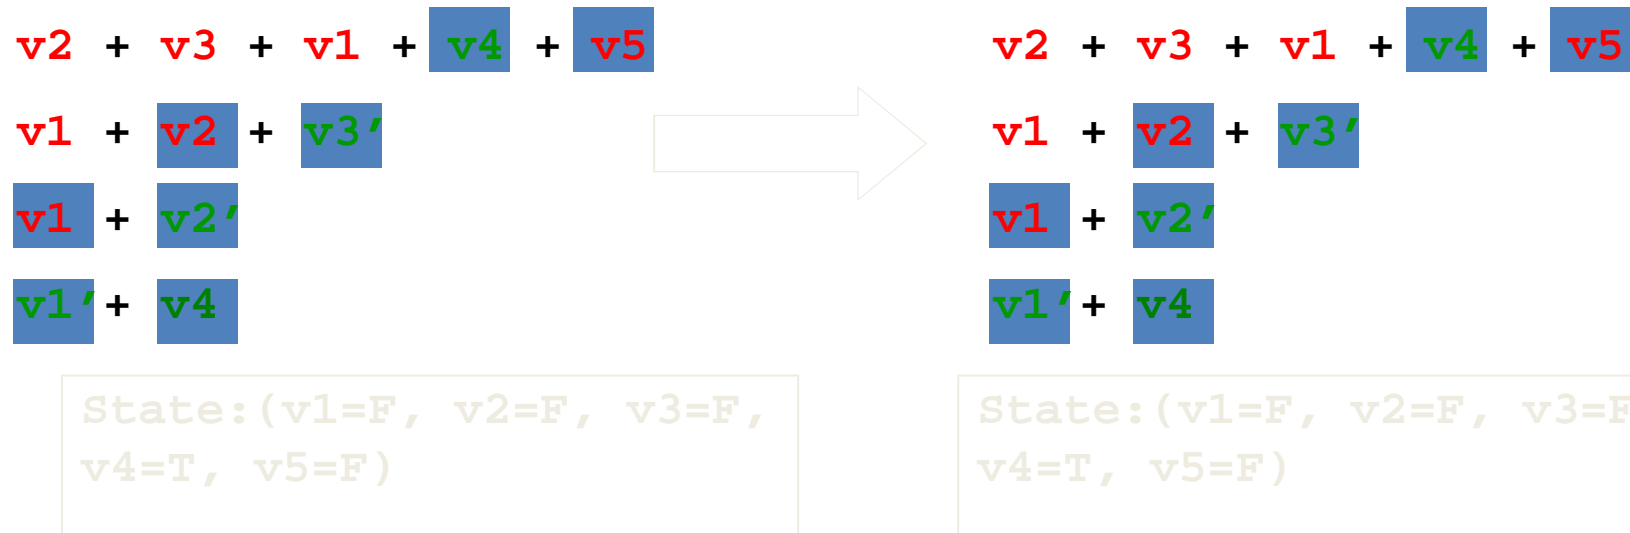 v2 + v3 + v1 + v4 + v5
v1 + v2 + v3’
v1 + v2’
v1’+ v4
State:(v1=F, v2=F, v3=F,
v4=T, v5=F)
v2 + v3 + v1 + v4 + v5
v1 + v2 + v3’
v1 + v2’
v1’+ v4
State:(v1=F, v2=F, v3=F
v4=T, v5=F)